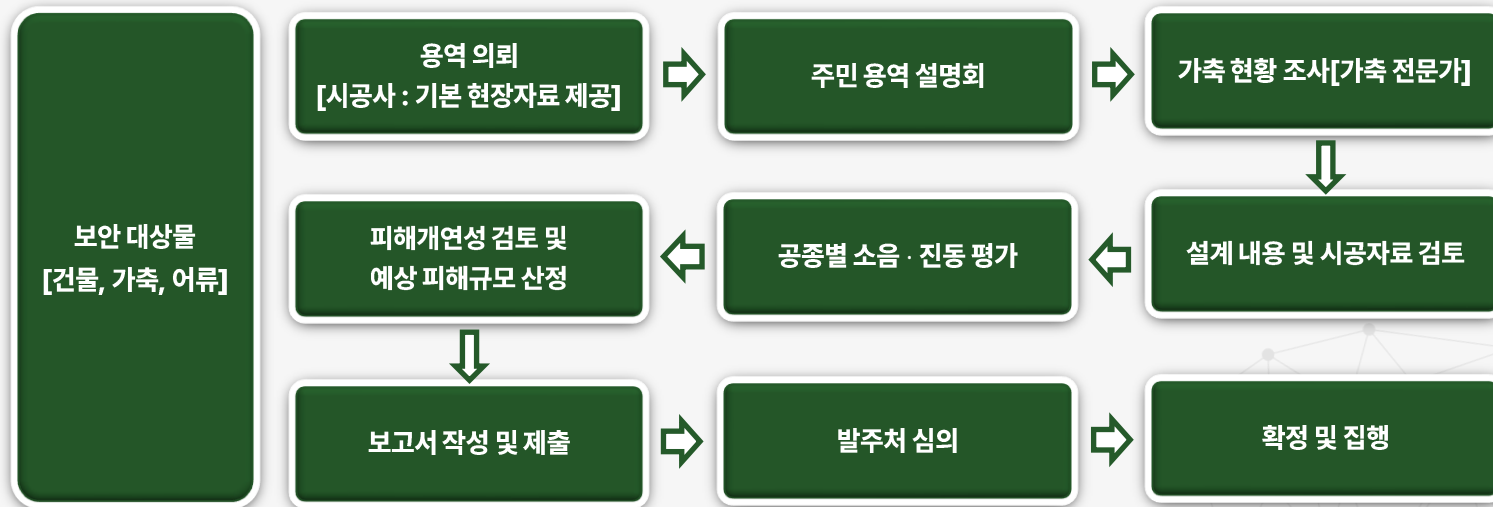 보안 대상물
[건물, 가축, 어류]
용역 의뢰
[시공사 : 기본 현장자료 제공]
주민 용역 설명회
가축 현황 조사[가축 전문가]
설계 내용 및 시공자료 검토
공종별 소음 · 진동 평가
피해개연성 검토 및
예상 피해규모 산정
보고서 작성 및 제출
발주처 심의
확정 및 집행